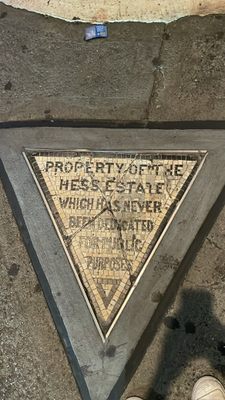 PROPERTY OF THE
HESS ESTATE
WHICH HAS NEVER
BEEN DEDICATED
FOR PUBLIC
PURPOSES